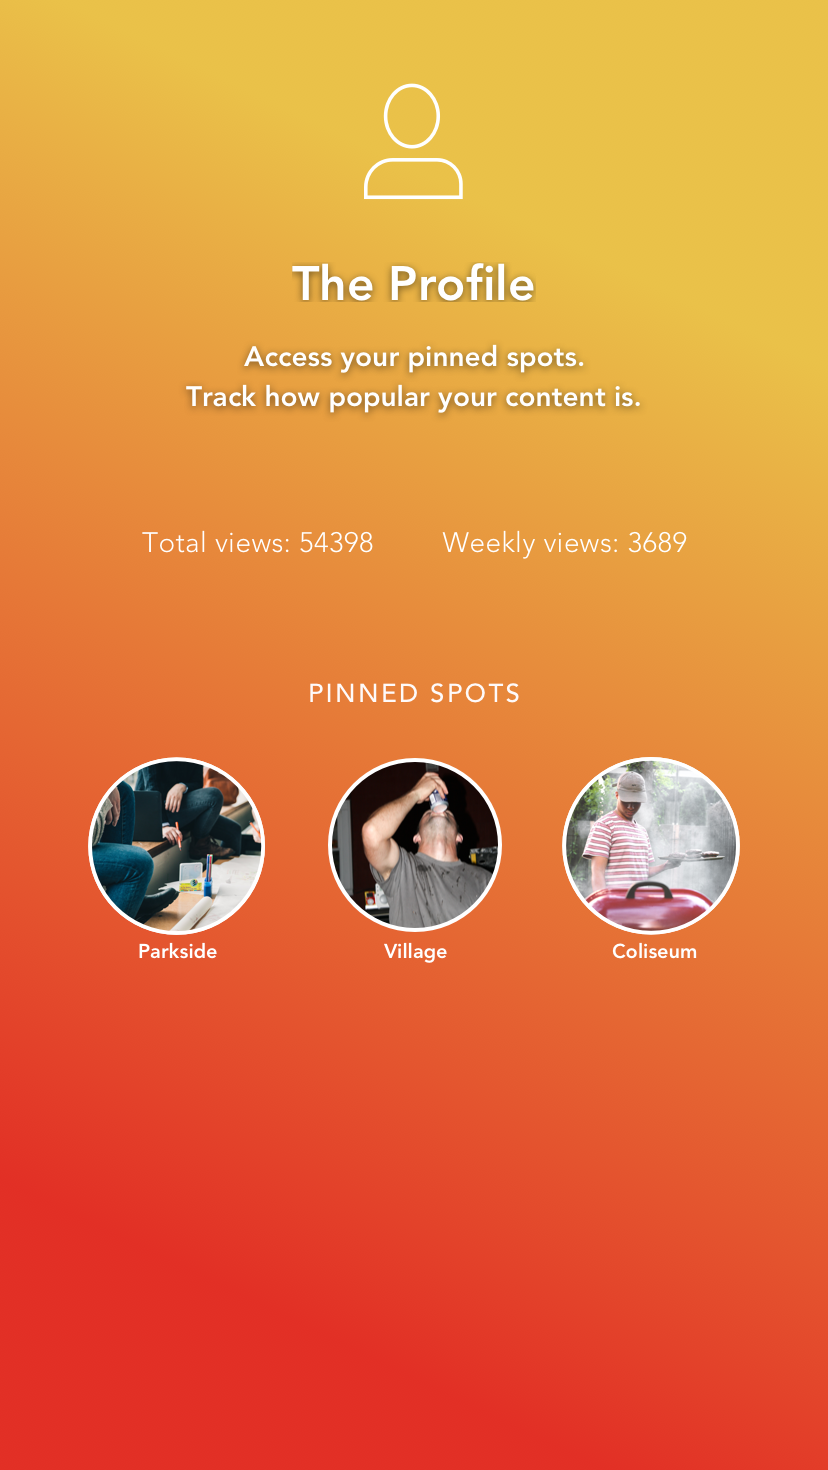 The Profile
Access your pinned spots.
Track how popular your content is.
Total views: 54398 Weekly views: 3689
PINNED SPOTS
Parkside Village Coliseum